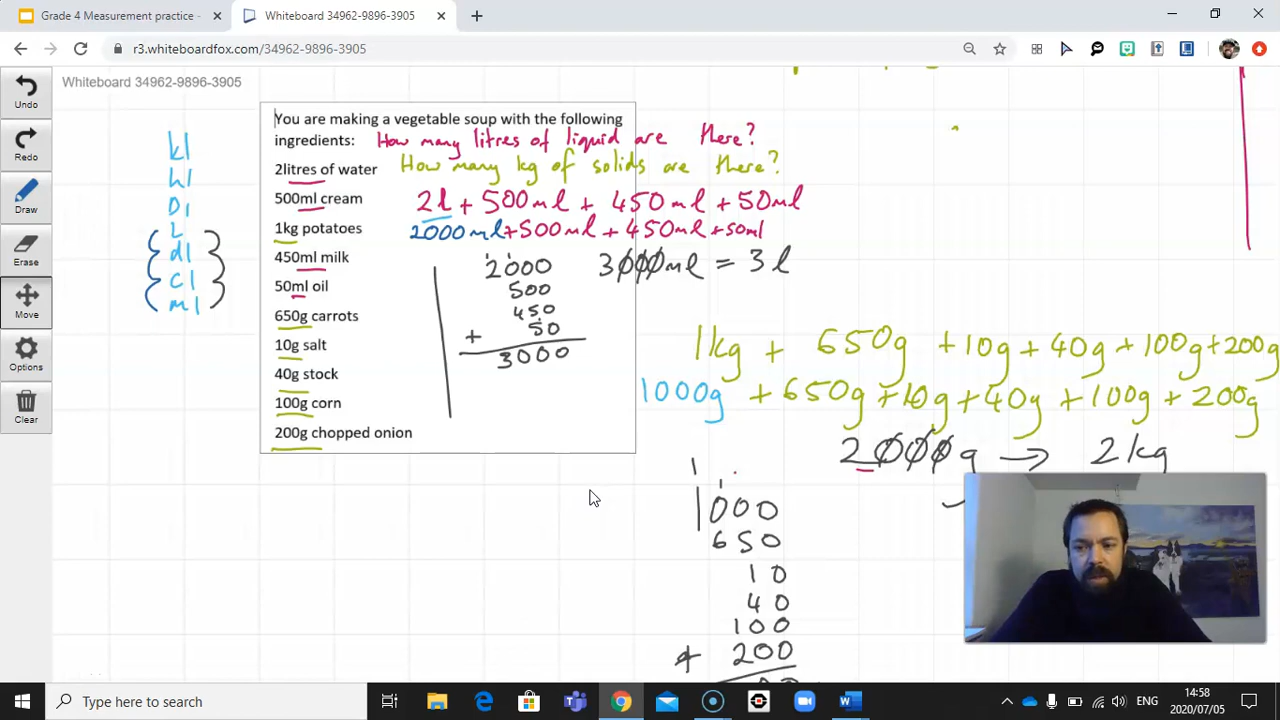 Grade 4 Measurement practice -
Whiteboard 34962-9896-3905
r3.whiteboardfox.com/34962-9896-3905
Whiteboard 34962-9896-3905
Undo
Redo
Draw
Erase
Move
Options
Clear
kl
hl
Dl
L
dl
cl
ml
You are making a vegetable soup with the following
ingredients:
How many litres of liquid are there?
2litres of water
How many kg of solids are there?
500ml cream
2l + 500ml + 450ml + 50ml
1kg potatoes
2000ml + 500ml + 450ml + 50ml
450ml milk
50ml oil
650g carrots
10g salt
40g stock
100g corn
200g chopped onion
1 1
2000
500
450
+ 50
3000
3000ml = 3l
1kg + 650g + 10g + 40g + 100g + 200g
1000g + 650g + 10g + 40g + 100g + 200g
2000g → 2kg
1 1
1000
650
10
40
100
+ 200
Type here to search
ENG
14:58
2020/07/05